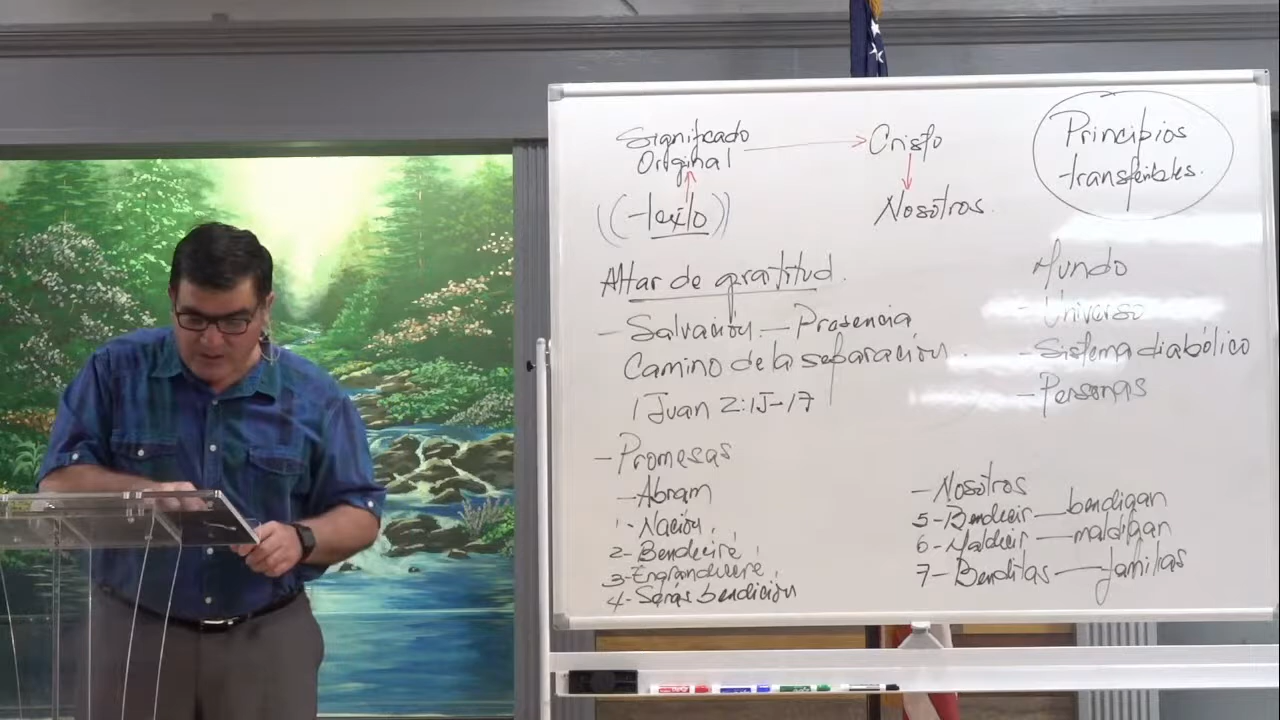 Significado
Original
Cristo
((texto))
Nosotros.
Principios
transferibles.
Altar de gratitud.
- Salvación - Presencia
Camino de la separación.
1 Juan 2:15-17
- Promesas
- Abram
1- Nación,
2- Bendeciré,
3- Engrandeceré,
4- Serás bendición
Mundo
- Universo
- Sistema diabólico
- Personas
- Nosotros
5- Bendecir - bendigan
6- Maldecir - maldigan
7- Benditas - familias